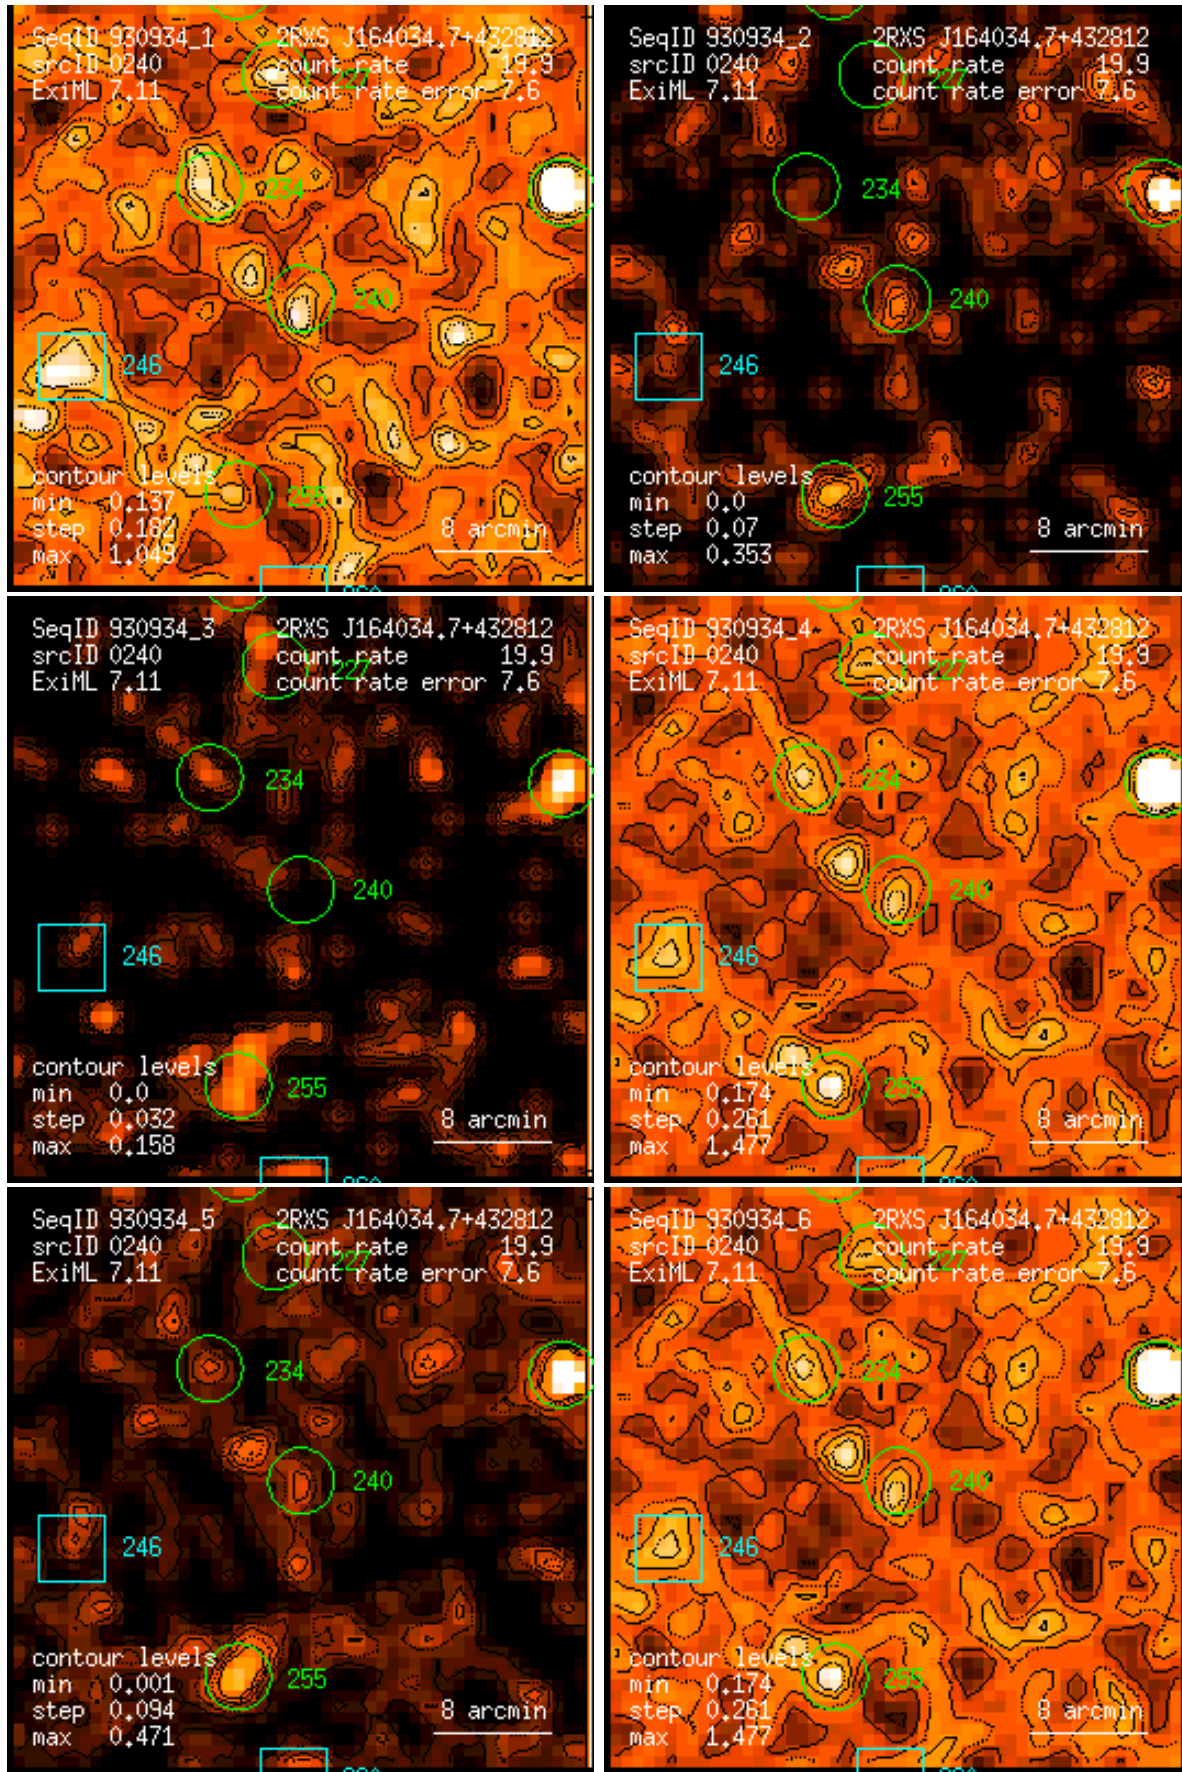 SeqID 930934_1 2RXS J164034.7+432812
srcID 0240 count rate 19.9
ExiML 7.11 count rate error 7.6
227
234
240
246
255
contour levels
min 0.137
step 0.182
max 1.049
8 arcmin
SeqID 930934_2 2RXS J164034.7+432812
srcID 0240 count rate 19.9
ExiML 7.11 count rate error 7.6
227
234
240
246
255
contour levels
min 0.0
step 0.07
max 0.353
8 arcmin
SeqID 930934_3 2RXS J164034.7+432812
srcID 0240 count rate 19.9
ExiML 7.11 count rate error 7.6
227
234
240
246
255
contour levels
min 0.0
step 0.032
max 0.158
8 arcmin
SeqID 930934_4 2RXS J164034.7+432812
srcID 0240 count rate 19.9
ExiML 7.11 count rate error 7.6
227
234
240
246
255
contour levels
min 0.174
step 0.261
max 1.477
8 arcmin
SeqID 930934_5 2RXS J164034.7+432812
srcID 0240 count rate 19.9
ExiML 7.11 count rate error 7.6
227
234
240
246
255
contour levels
min 0.001
step 0.094
max 0.471
8 arcmin
SeqID 930934_6 2RXS J164034.7+432812
srcID 0240 count rate 19.9
ExiML 7.11 count rate error 7.6
227
234
240
246
255
contour levels
min 0.174
step 0.261
max 1.477
8 arcmin